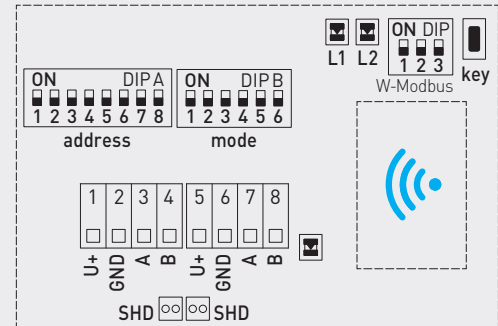 ON DIP
1 2 3
L1 L2
W-Modbus
key
ON DIP A
1 2 3 4 5 6 7 8
address
ON DIP B
1 2 3 4 5 6
mode
1 2 3 4 5 6 7 8
U+ GND A B U+ GND A B
SHD SHD